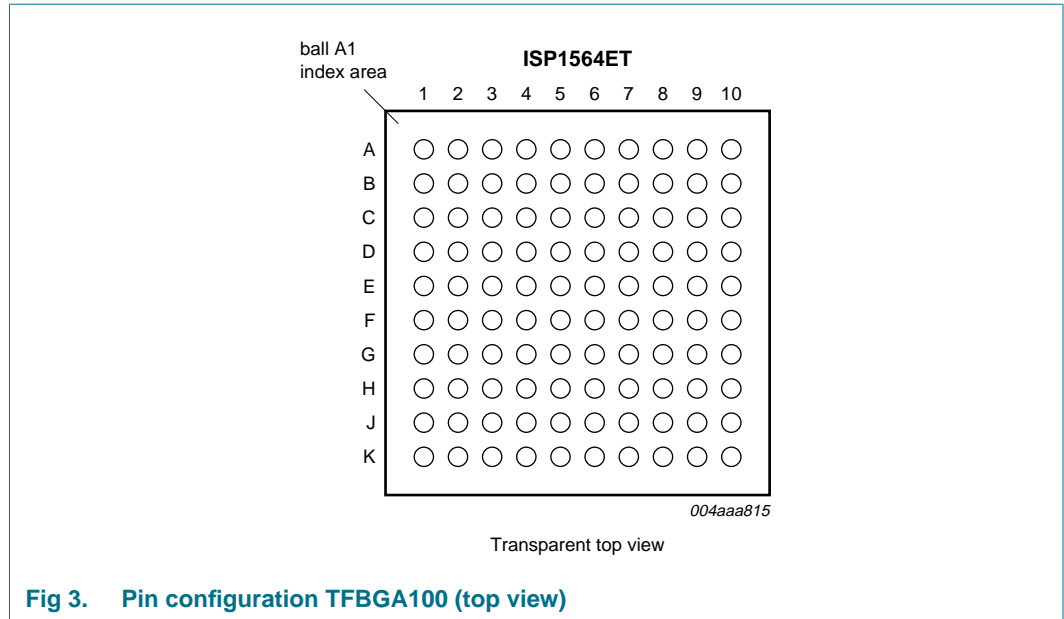 ball A1
index area
ISP1564ET
1 2 3 4 5 6 7 8 9 10
A
B
C
D
E
F
G
H
J
K
004aaa815
Transparent top view
Fig 3. Pin configuration TFBGA100 (top view)